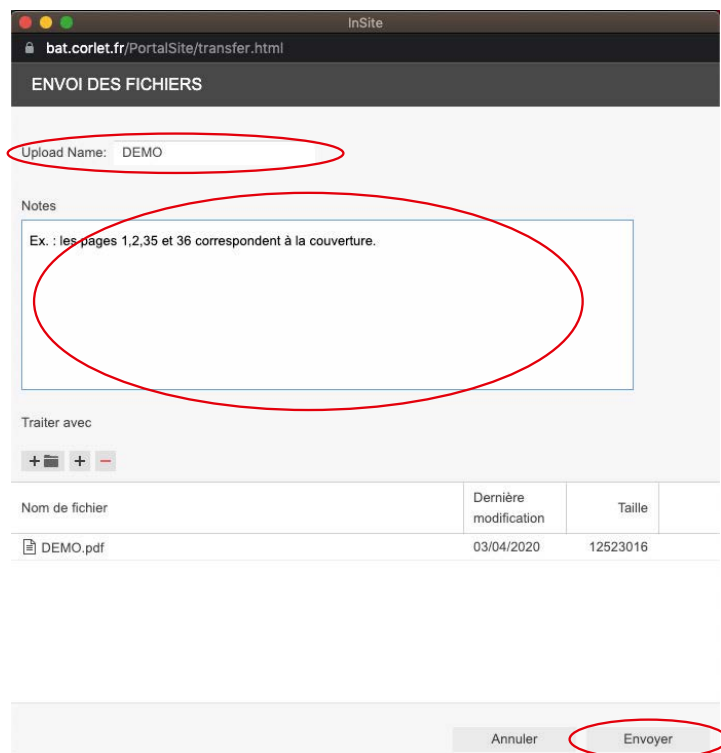 InSite
bat.corlet.fr/PortalSite/transfer.html
ENVOI DES FICHIERS
Upload Name: DEMO
Notes
Ex. : les pages 1,2,35 et 36 correspondent à la couverture.
Traiter avec
Nom de fichier Dernière modification Taille
DEMO.pdf 03/04/2020 12523016
Annuler Envoyer